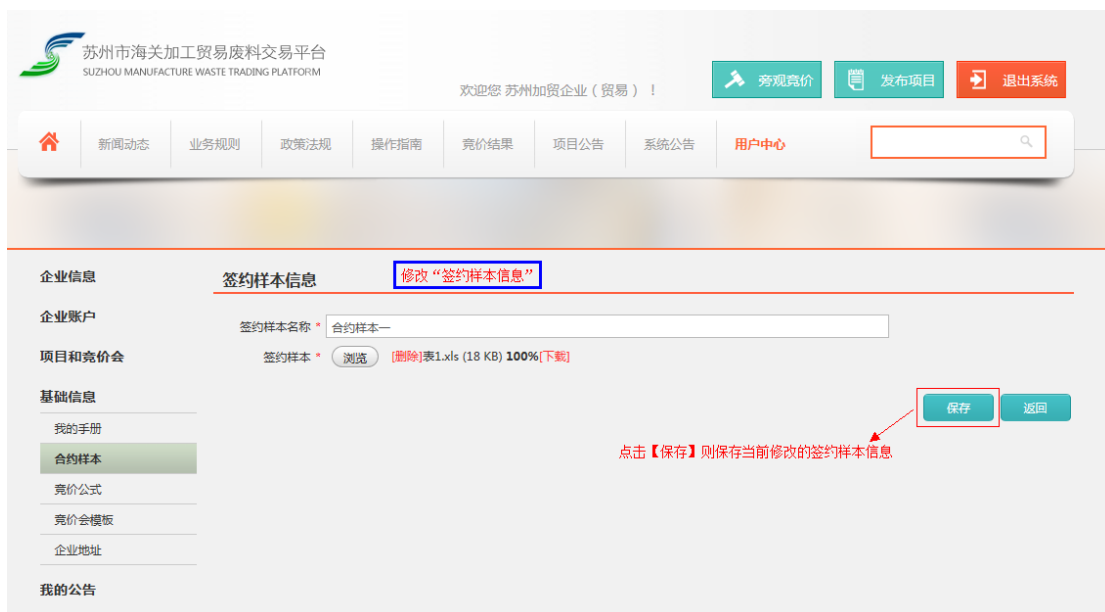 苏州市海关加工贸易废料交易平台
SUZHOU MANUFACTURE WASTE TRADING PLATFORM
欢迎您 苏州加贸企业（贸易）！
旁观竞价
发布项目
退出系统
新闻动态
业务规则
政策法规
操作指南
竞价结果
项目公告
系统公告
用户中心
企业信息
企业账户
项目和竞价会
基础信息
我的手册
合约样本
竞价公式
竞价会模板
企业地址
我的公告
签约样本信息
修改“签约样本信息”
签约样本名称 * 合约样本一
签约样本 * 浏览 [删除]表1.xls (18 KB) 100%[下载]
保存
返回
点击【保存】则保存当前修改的签约样本信息